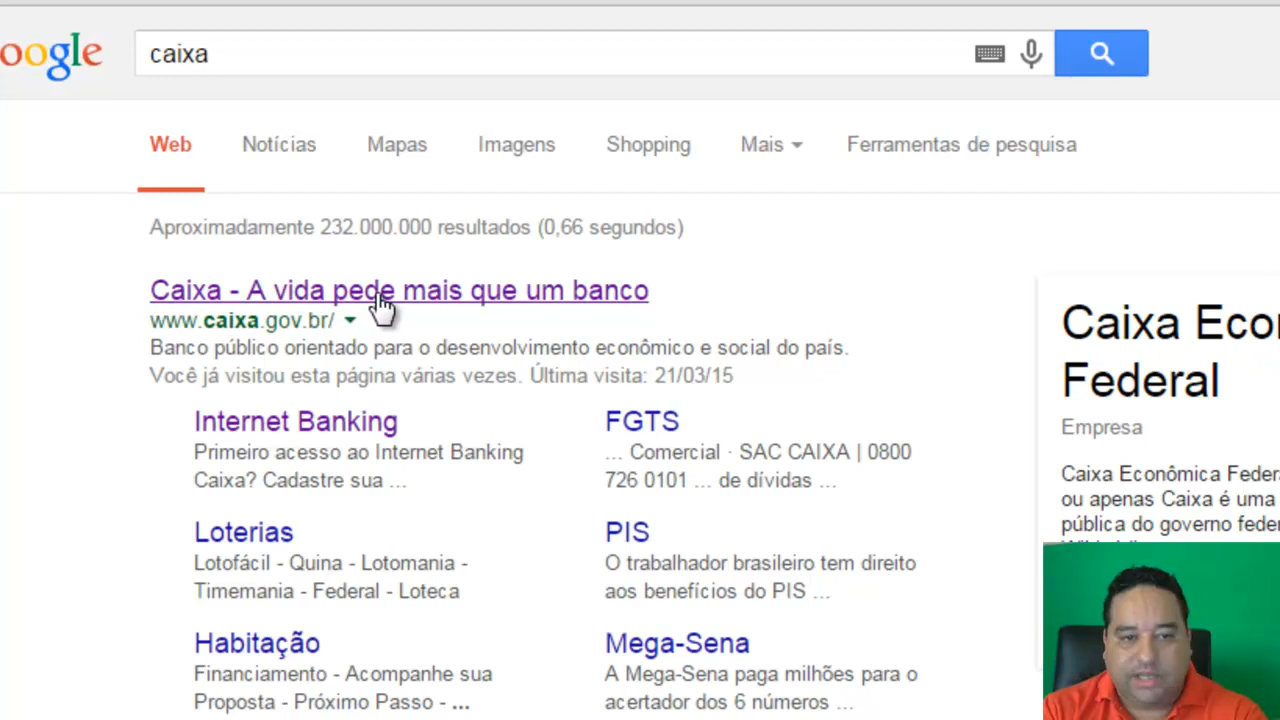 oogle
caixa
Web Notícias Mapas Imagens Shopping Mais Ferramentas de pesquisa
Aproximadamente 232.000.000 resultados (0,66 segundos)
Caixa - A vida pede mais que um banco
www.caixa.gov.br/
Banco público orientado para o desenvolvimento econômico e social do país.
Você já visitou esta página várias vezes. Última visita: 21/03/15
Internet Banking
Primeiro acesso ao Internet Banking
Caixa? Cadastre sua ...
FGTS
... Comercial · SAC CAIXA | 0800
726 0101 ... de dívidas ...
Loterias
Lotofácil - Quina - Lotomania -
Timemania - Federal - Loteca
PIS
O trabalhador brasileiro tem direito
aos benefícios do PIS ...
Habitação
Financiamento - Acompanhe sua
Proposta - Próximo Passo - ...
Mega-Sena
A Mega-Sena paga milhões para o
acertador dos 6 números ...
Caixa Eco
Federal
Empresa
Caixa Econômica Feder
ou apenas Caixa é uma
pública do governo feder